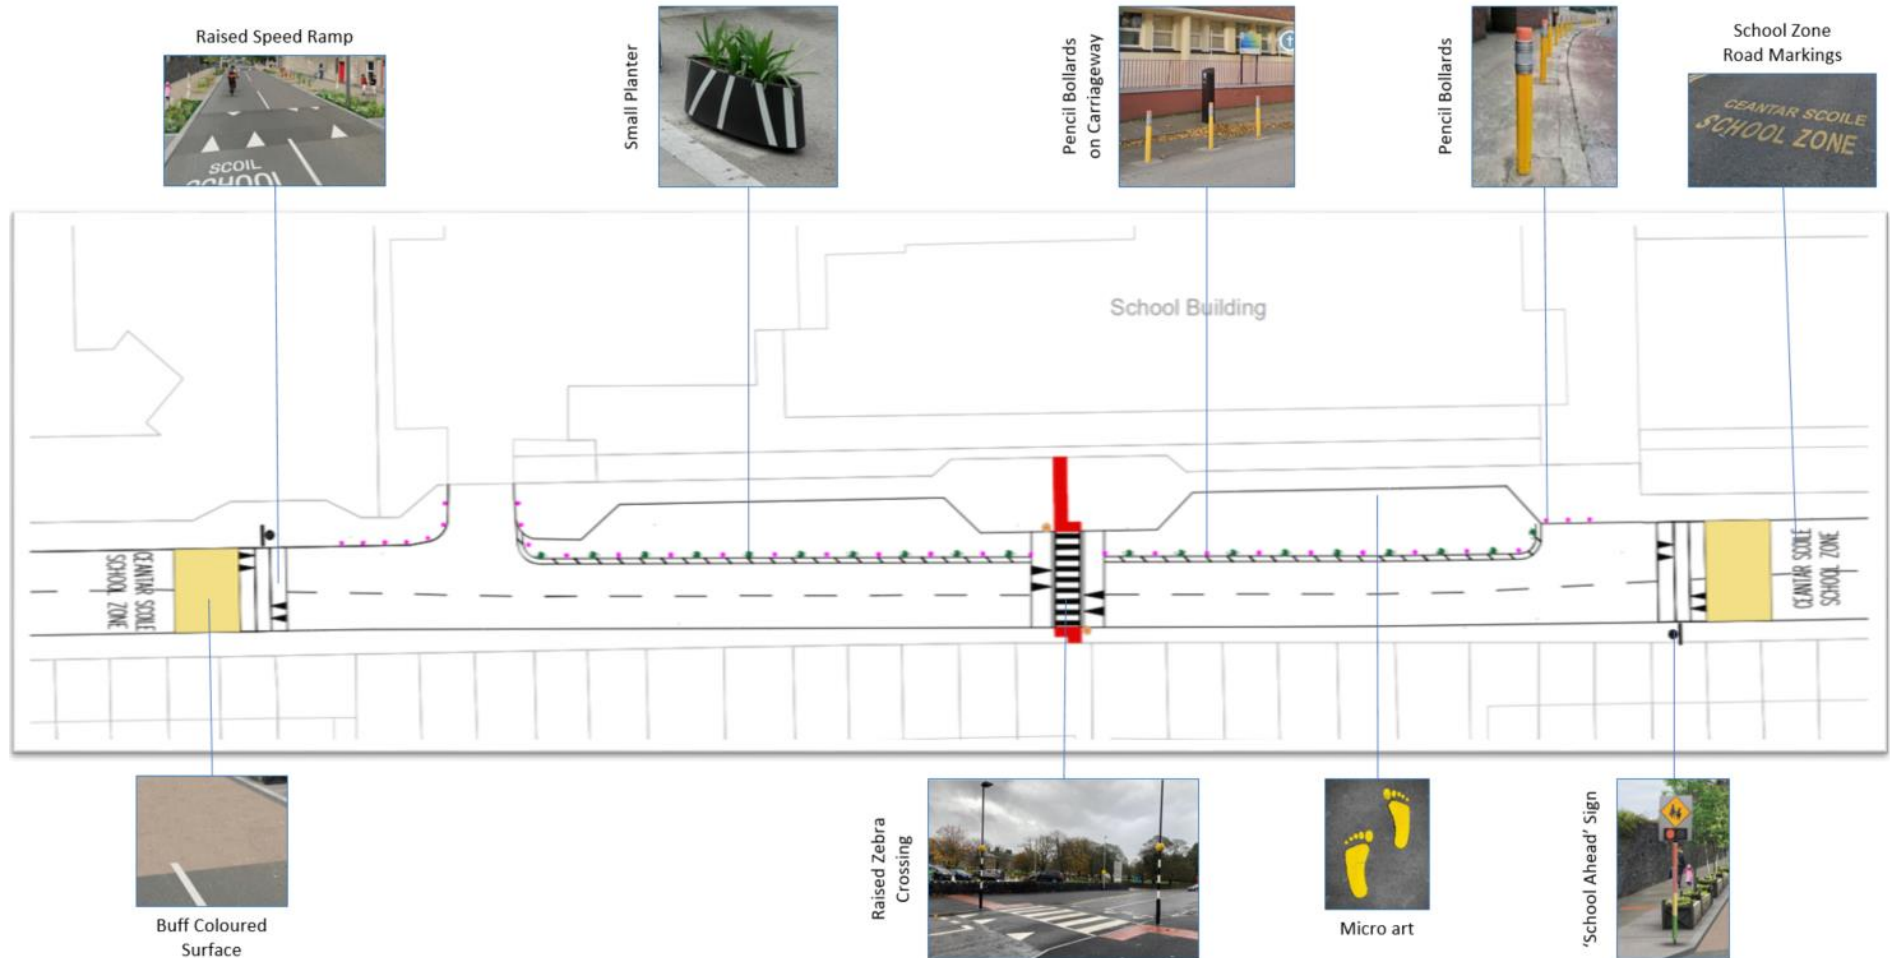 Raised Speed Ramp
SCOIL
SCHOOL
Small Planter
Pencil Bollards
on Carriageway
Pencil Bollards
School Zone
Road Markings
CEANTAR SCOILE
SCHOOL ZONE
School Building
CEANTAR SCOILE
SCHOOL ZONE
CEANTAR SCOILE
SCHOOL ZONE
Buff Coloured
Surface
Raised Zebra
Crossing
Micro art
'School Ahead' Sign